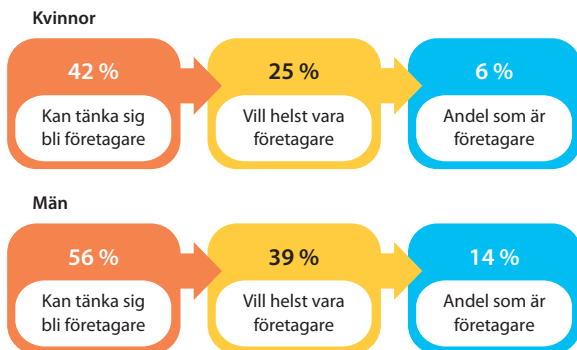 Kvinnor
42 %
25 %
6 %
Kan tänka sig
bli företagare
Vill helst vara
företagare
Andel som är
företagare
Män
56 %
39 %
14 %
Kan tänka sig
bli företagare
Vill helst vara
företagare
Andel som är
företagare